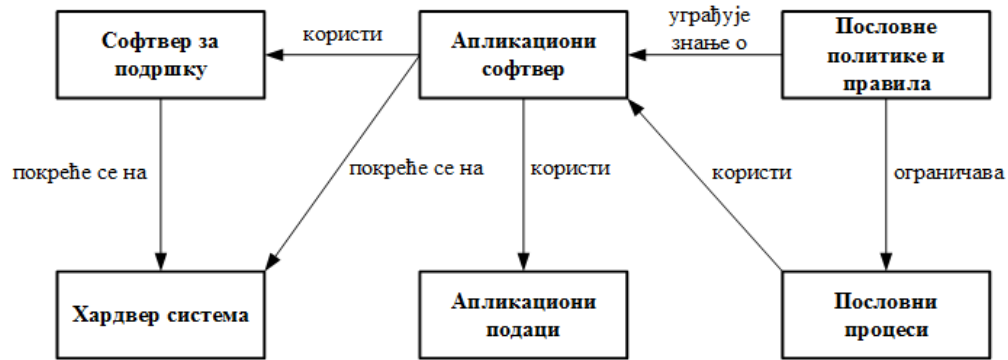 Софтвер за
подршку
користи
Апликациони
софтвер
уграђује
знање о
Пословне
политике и
правила
покреће се на
покреће се на
користи
користи
ограничава
Хардвер система
Апликациони
подаци
Пословни
процеси